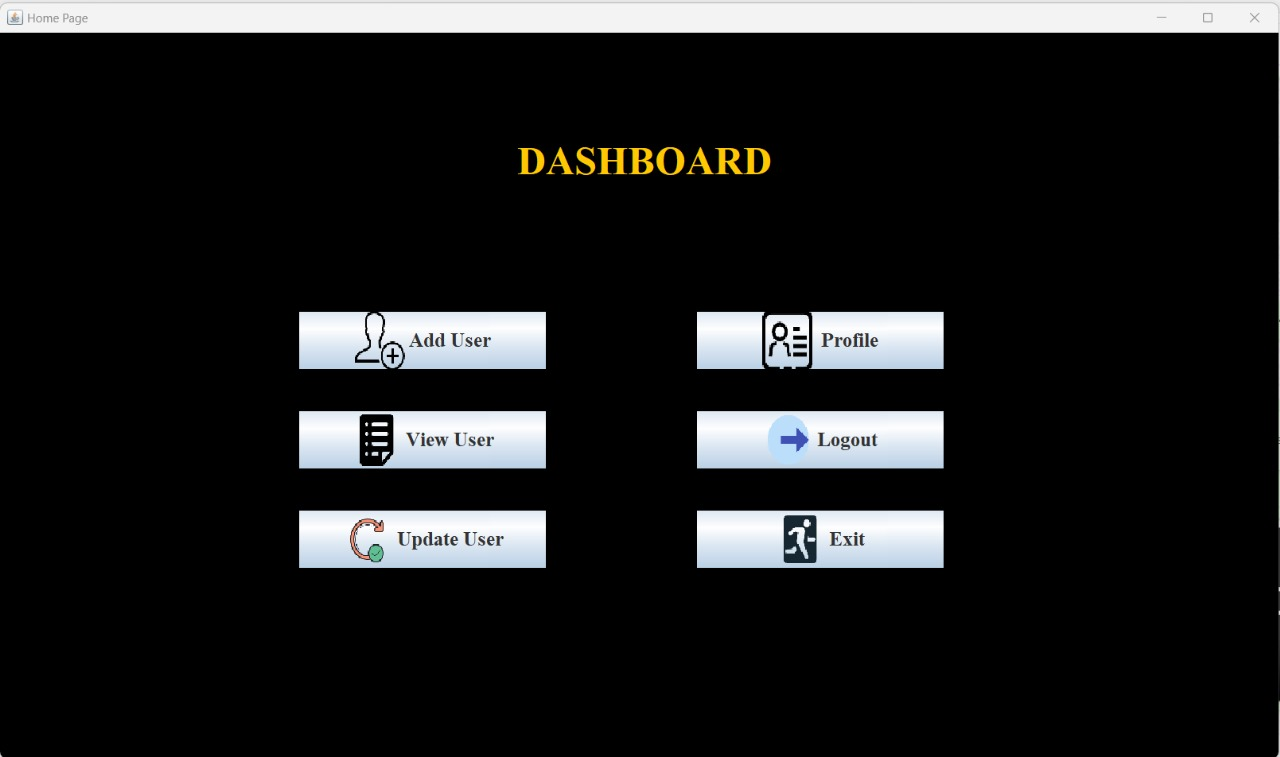 Home Page
DASHBOARD
Add User
Profile
View User
Logout
Update User
Exit